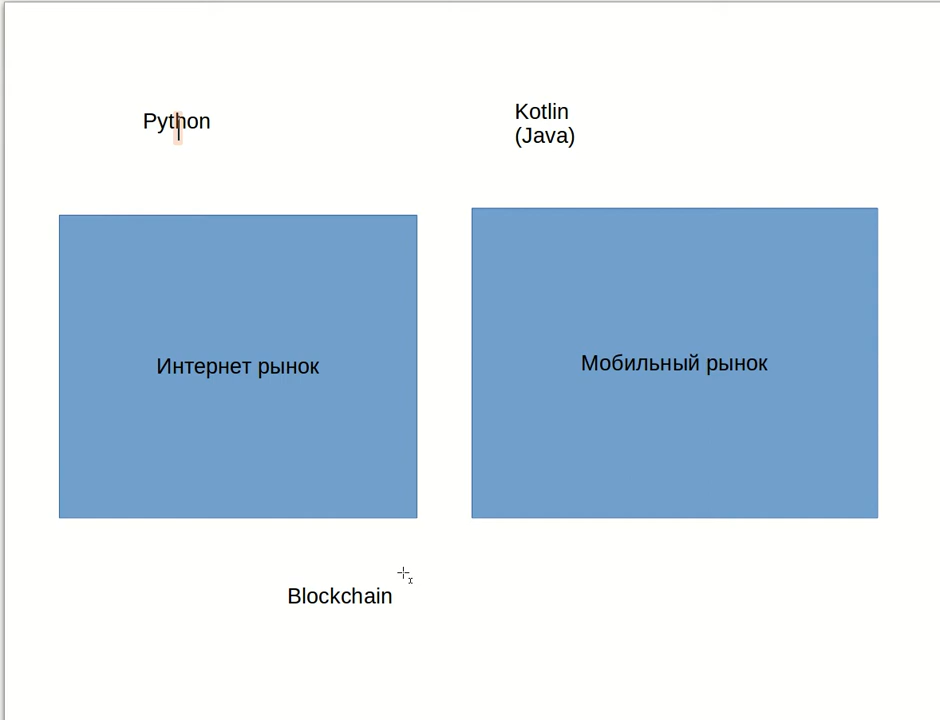 Python
Kotlin
(Java)
Интернет рынок
Мобильный рынок
Blockchain